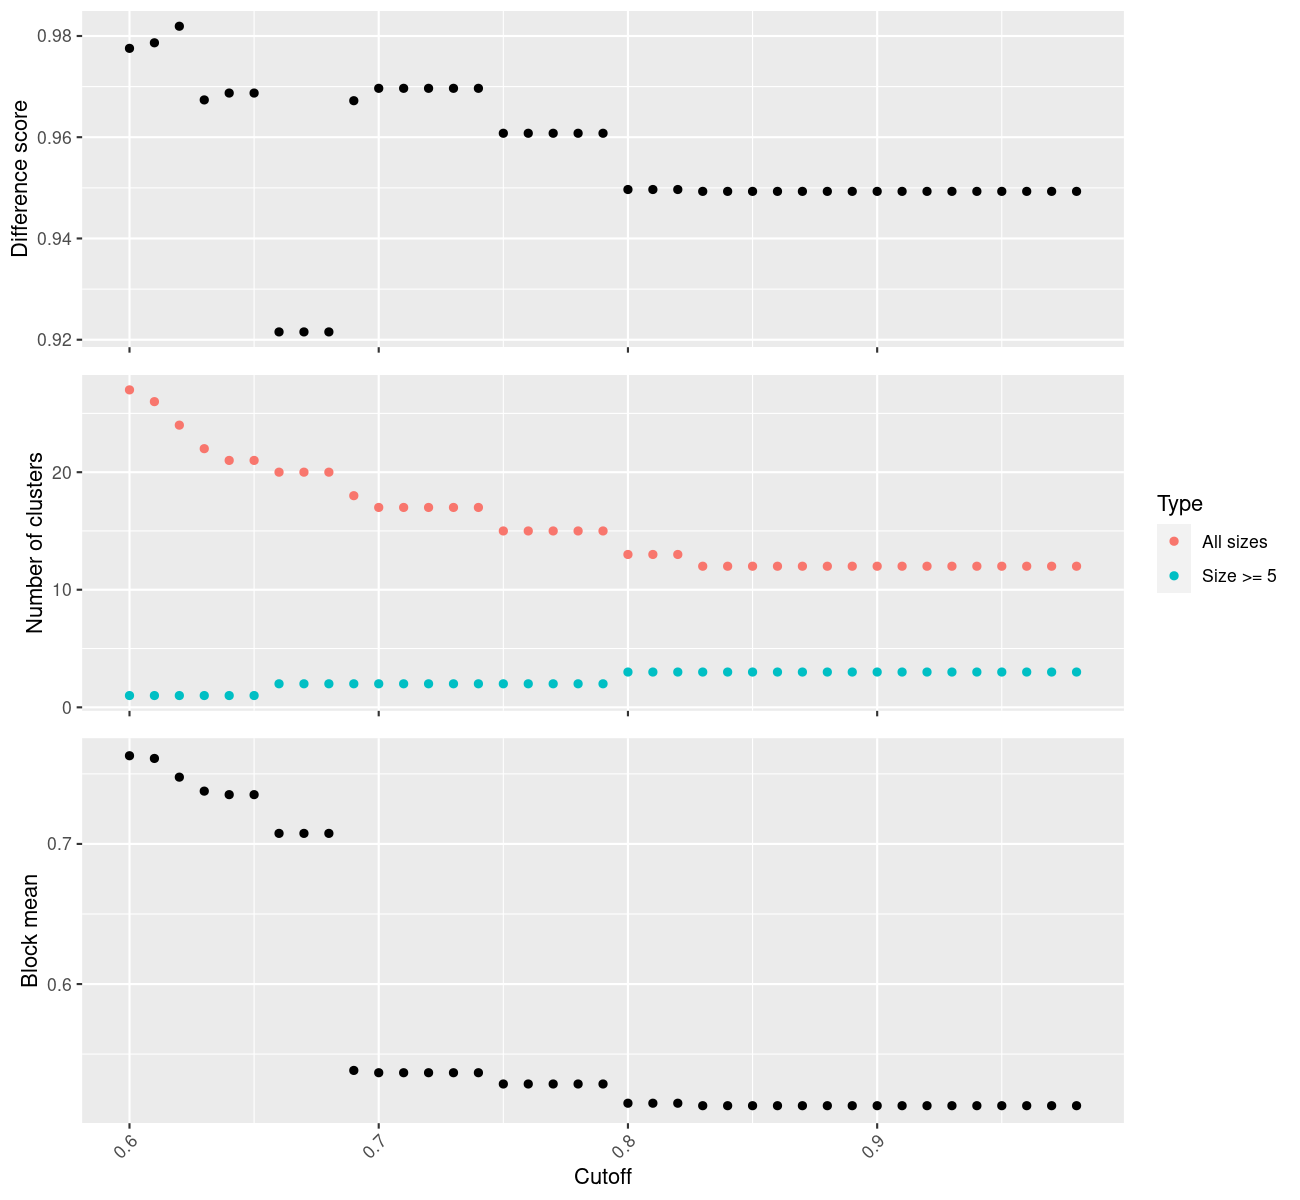 Difference score
0.98
0.96
0.94
0.92
Number of clusters
20
10
0
Type
All sizes
Size >= 5
Block mean
0.7
0.6
0.6
0.7
0.8
0.9
Cutoff